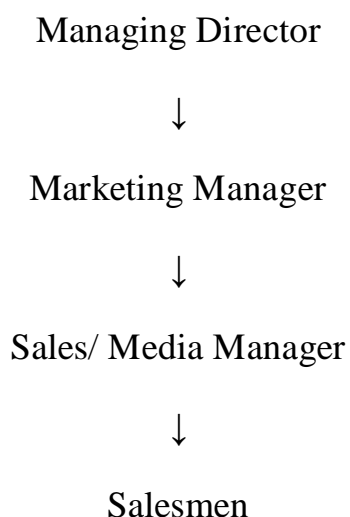 Managing Director
↓
Marketing Manager
↓
Sales/ Media Manager
↓
Salesmen